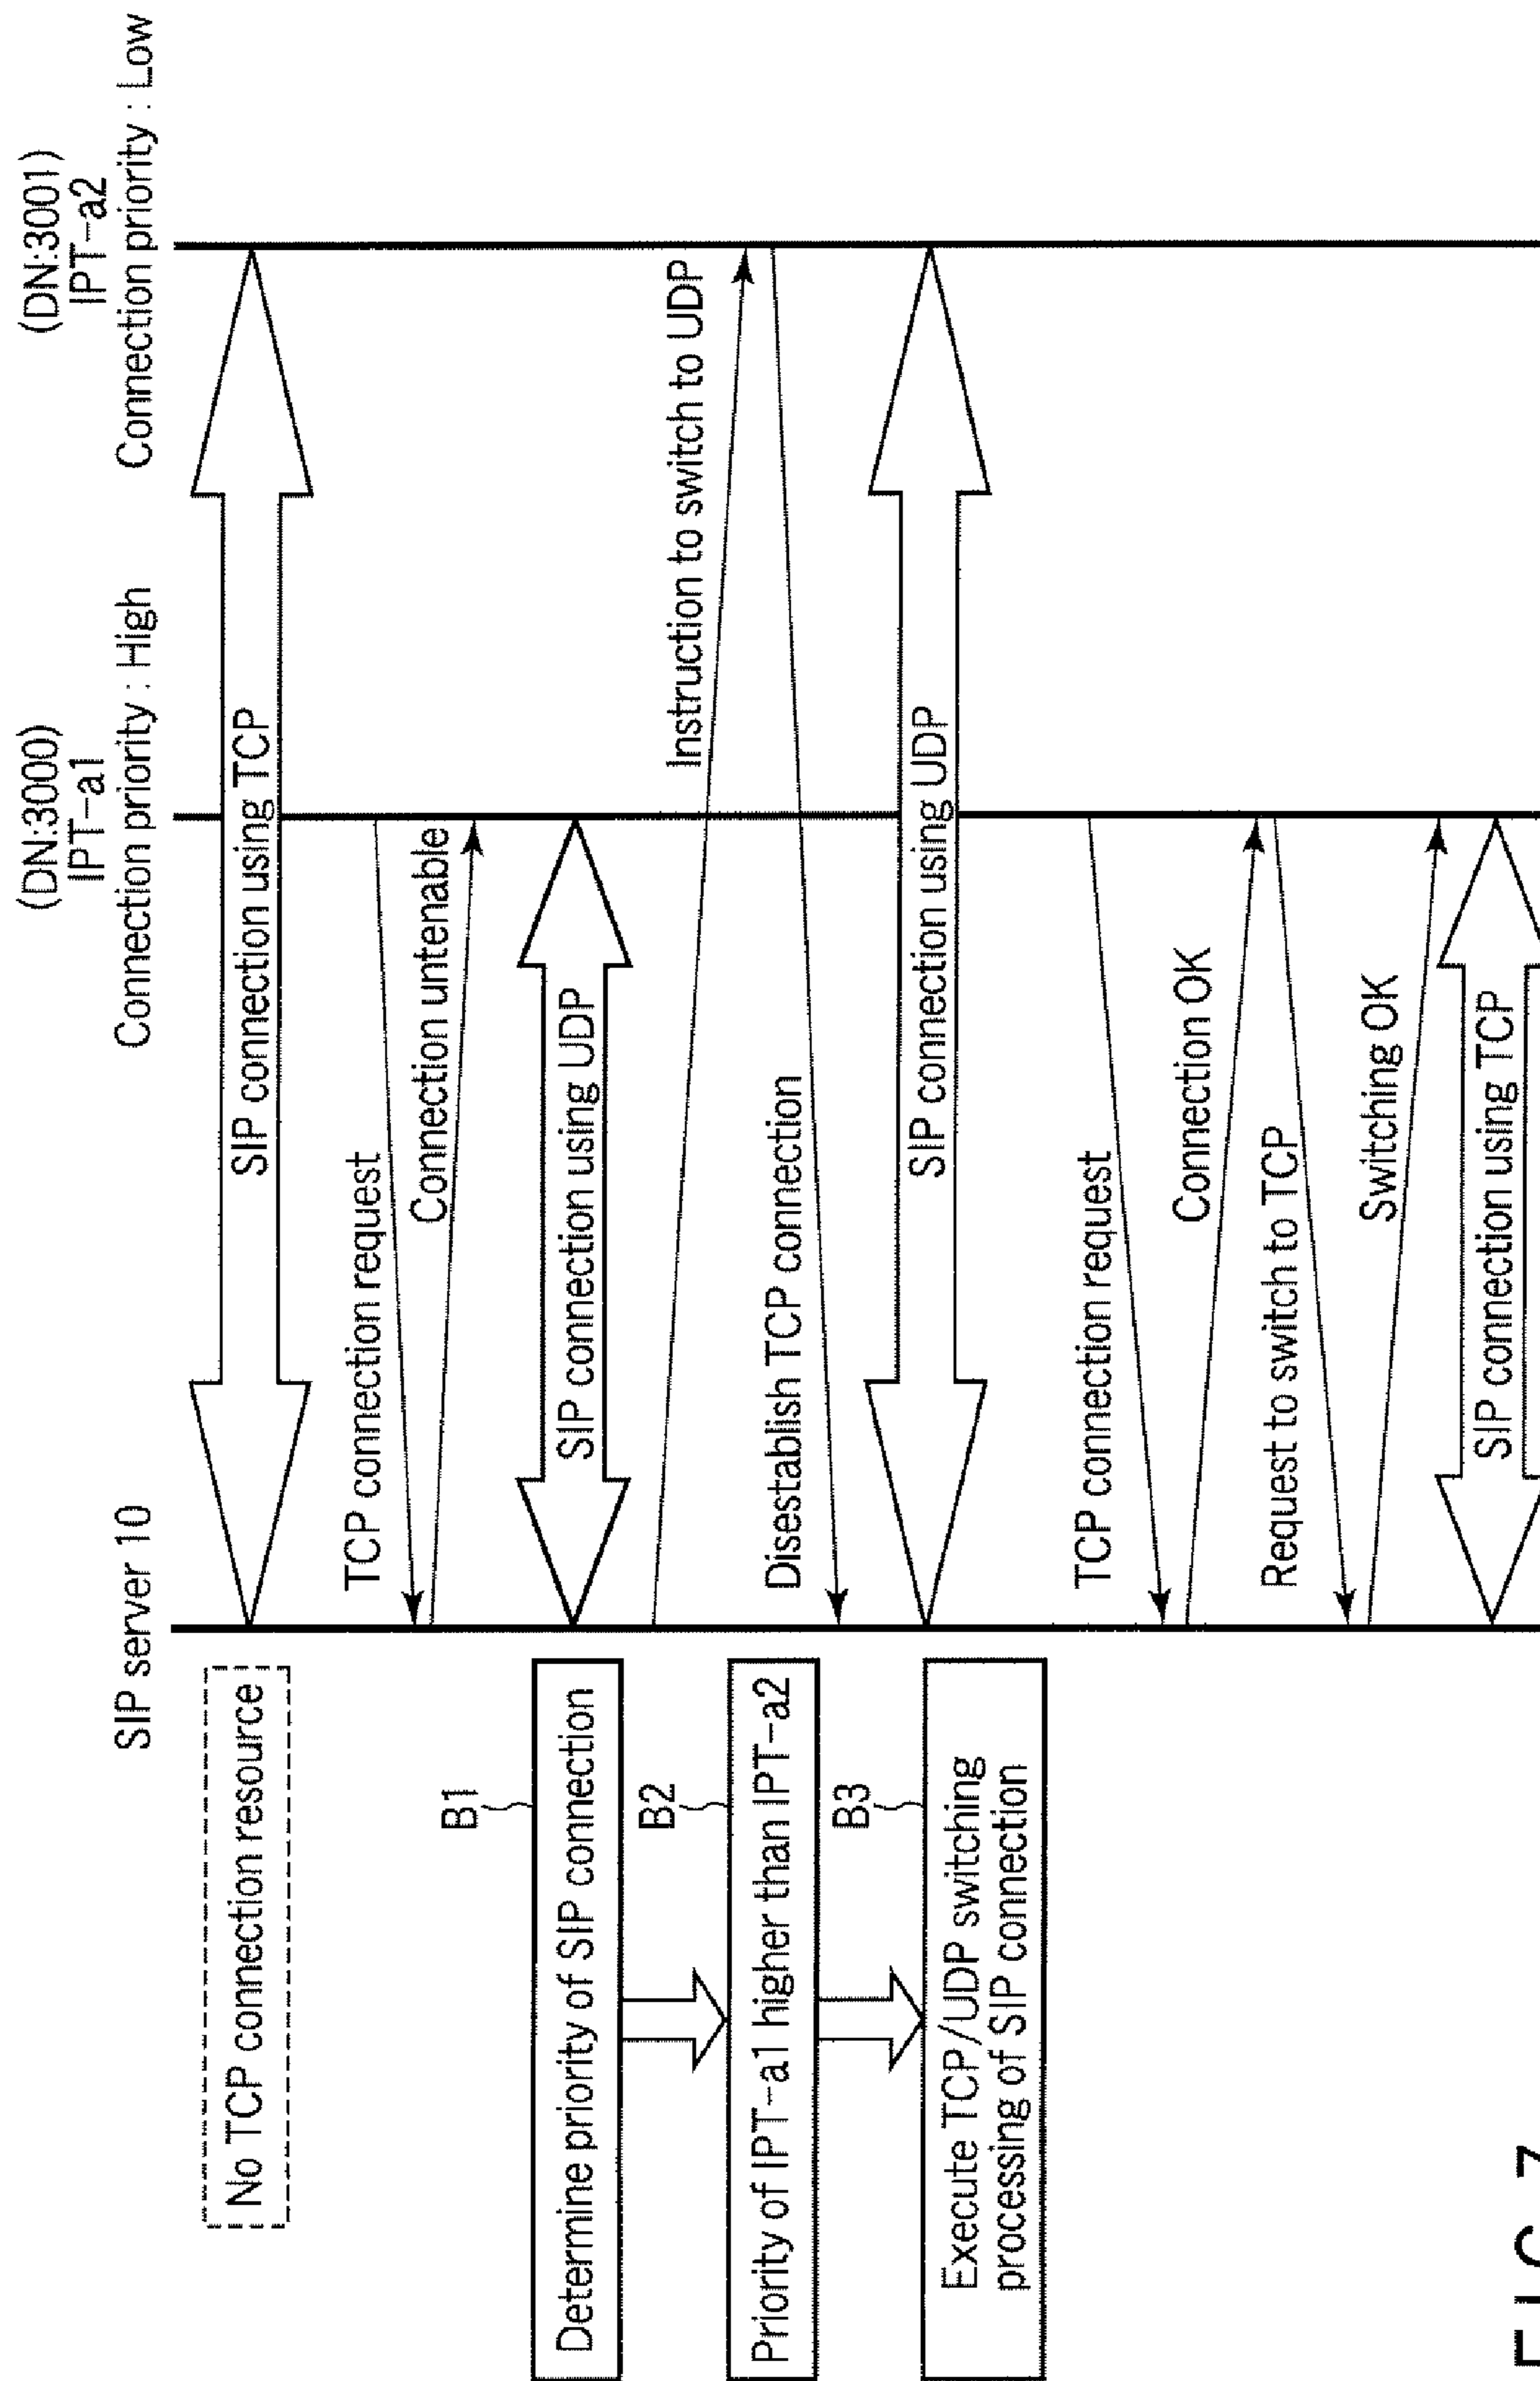 SIP server 10
(DN:3000)
IPT-a1
Connection priority : High
(DN:3001)
IPT-a2
Connection priority : Low
No TCP connection resource
SIP connection using TCP
TCP connection request
Connection untenable
B1
Determine priority of SIP connection
SIP connection using UDP
B2
Priority of IPT-a1 higher than IPT-a2
Instruction to switch to UDP
Disestablish TCP connection
B3
Execute TCP/UDP switching
processing of SIP connection
SIP connection using UDP
TCP connection request
Connection OK
Request to switch to TCP
Switching OK
SIP connection using TCP
FIG. 7